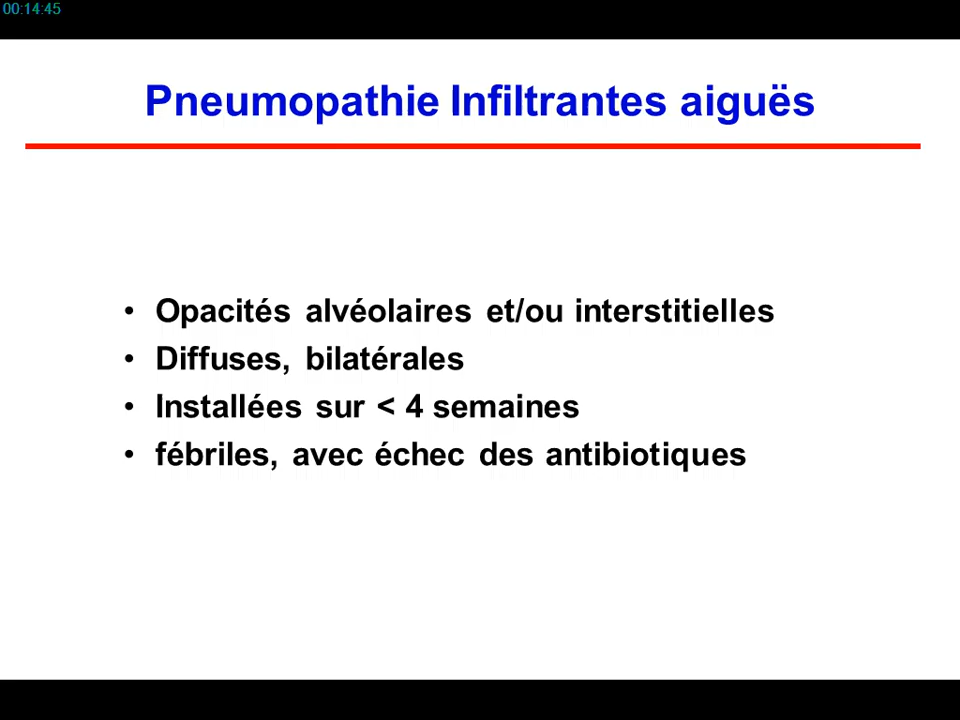 00:14:45
Pneumopathie Infiltrantes aiguës
• Opacités alvéolaires et/ou interstitielles
• Diffuses, bilatérales
• Installées sur < 4 semaines
• fébriles, avec échec des antibiotiques